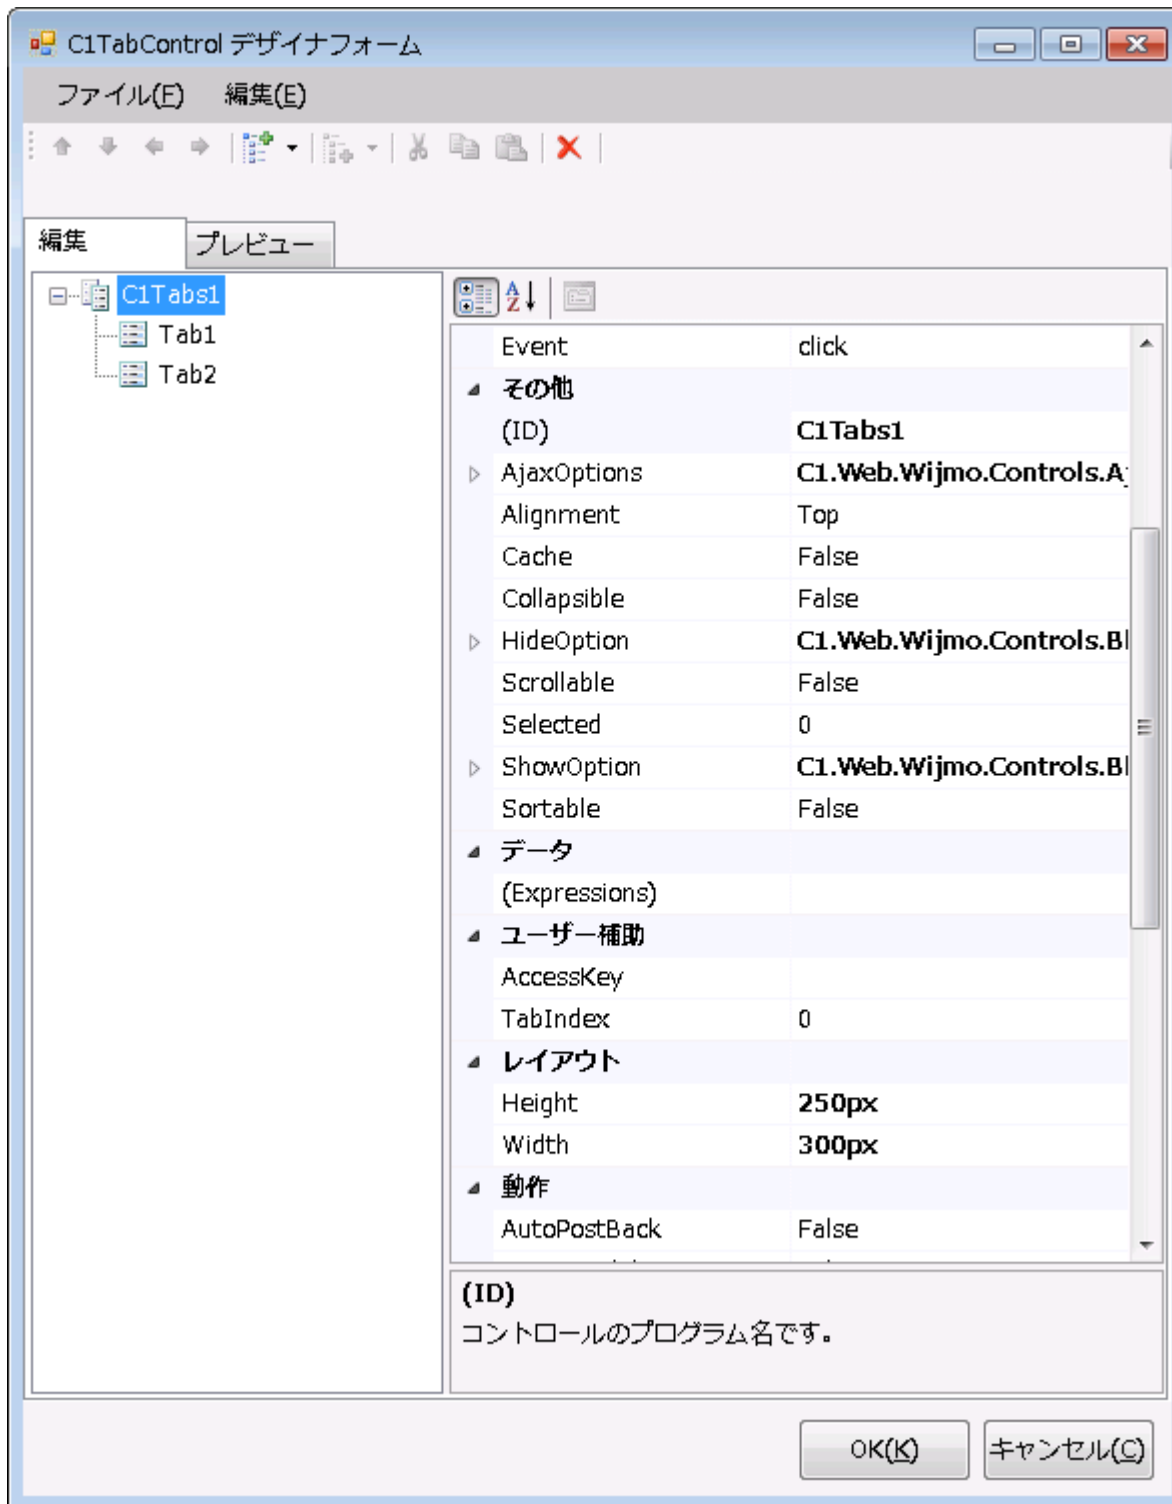 C1TabControl デザイナフォーム
ファイル(F) 編集(E)
編集 プレビュー
C1Tabs1
Tab1
Tab2
Event click
その他
(ID) C1Tabs1
AjaxOptions C1.Web.Wijmo.Controls.A
Alignment Top
Cache False
Collapsible False
HideOption C1.Web.Wijmo.Controls.Bl
Scrollable False
Selected 0
ShowOption C1.Web.Wijmo.Controls.Bl
Sortable False
データ
(Expressions)
ユーザー補助
AccessKey
TabIndex 0
レイアウト
Height 250px
Width 300px
動作
AutoPostBack False
(ID)
コントロールのプログラム名です。
OK(K) キャンセル(C)